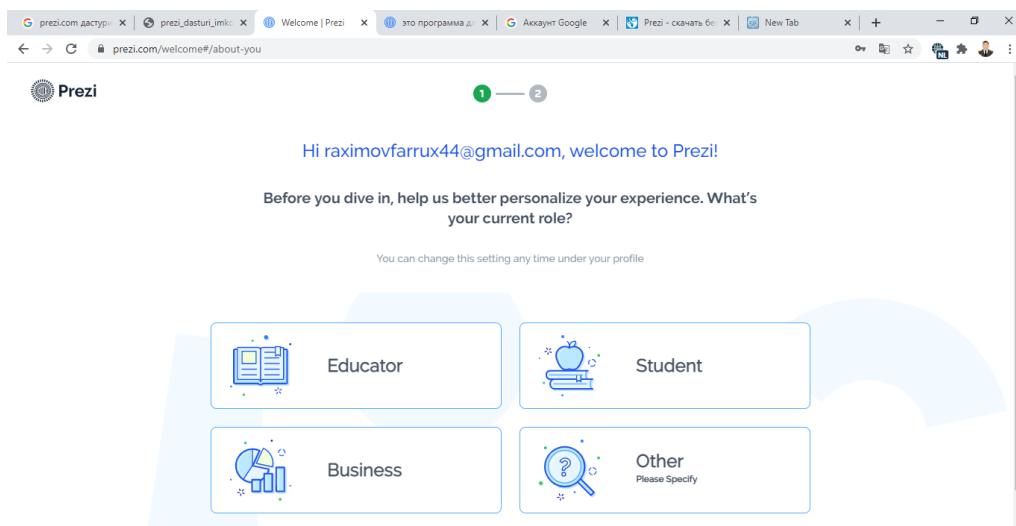 prezi.com дастури
prezi_dasturi_imko
Welcome | Prezi
это программа дл
Аккаунт Google
Prezi - скачать бес
New Tab
prezi.com/welcome#/about-you
NL
Prezi
1
2
Hi raximovfarrux44@gmail.com, welcome to Prezi!
Before you dive in, help us better personalize your experience. What's
your current role?
You can change this setting any time under your profile
Educator
Student
Business
Other
Please Specify